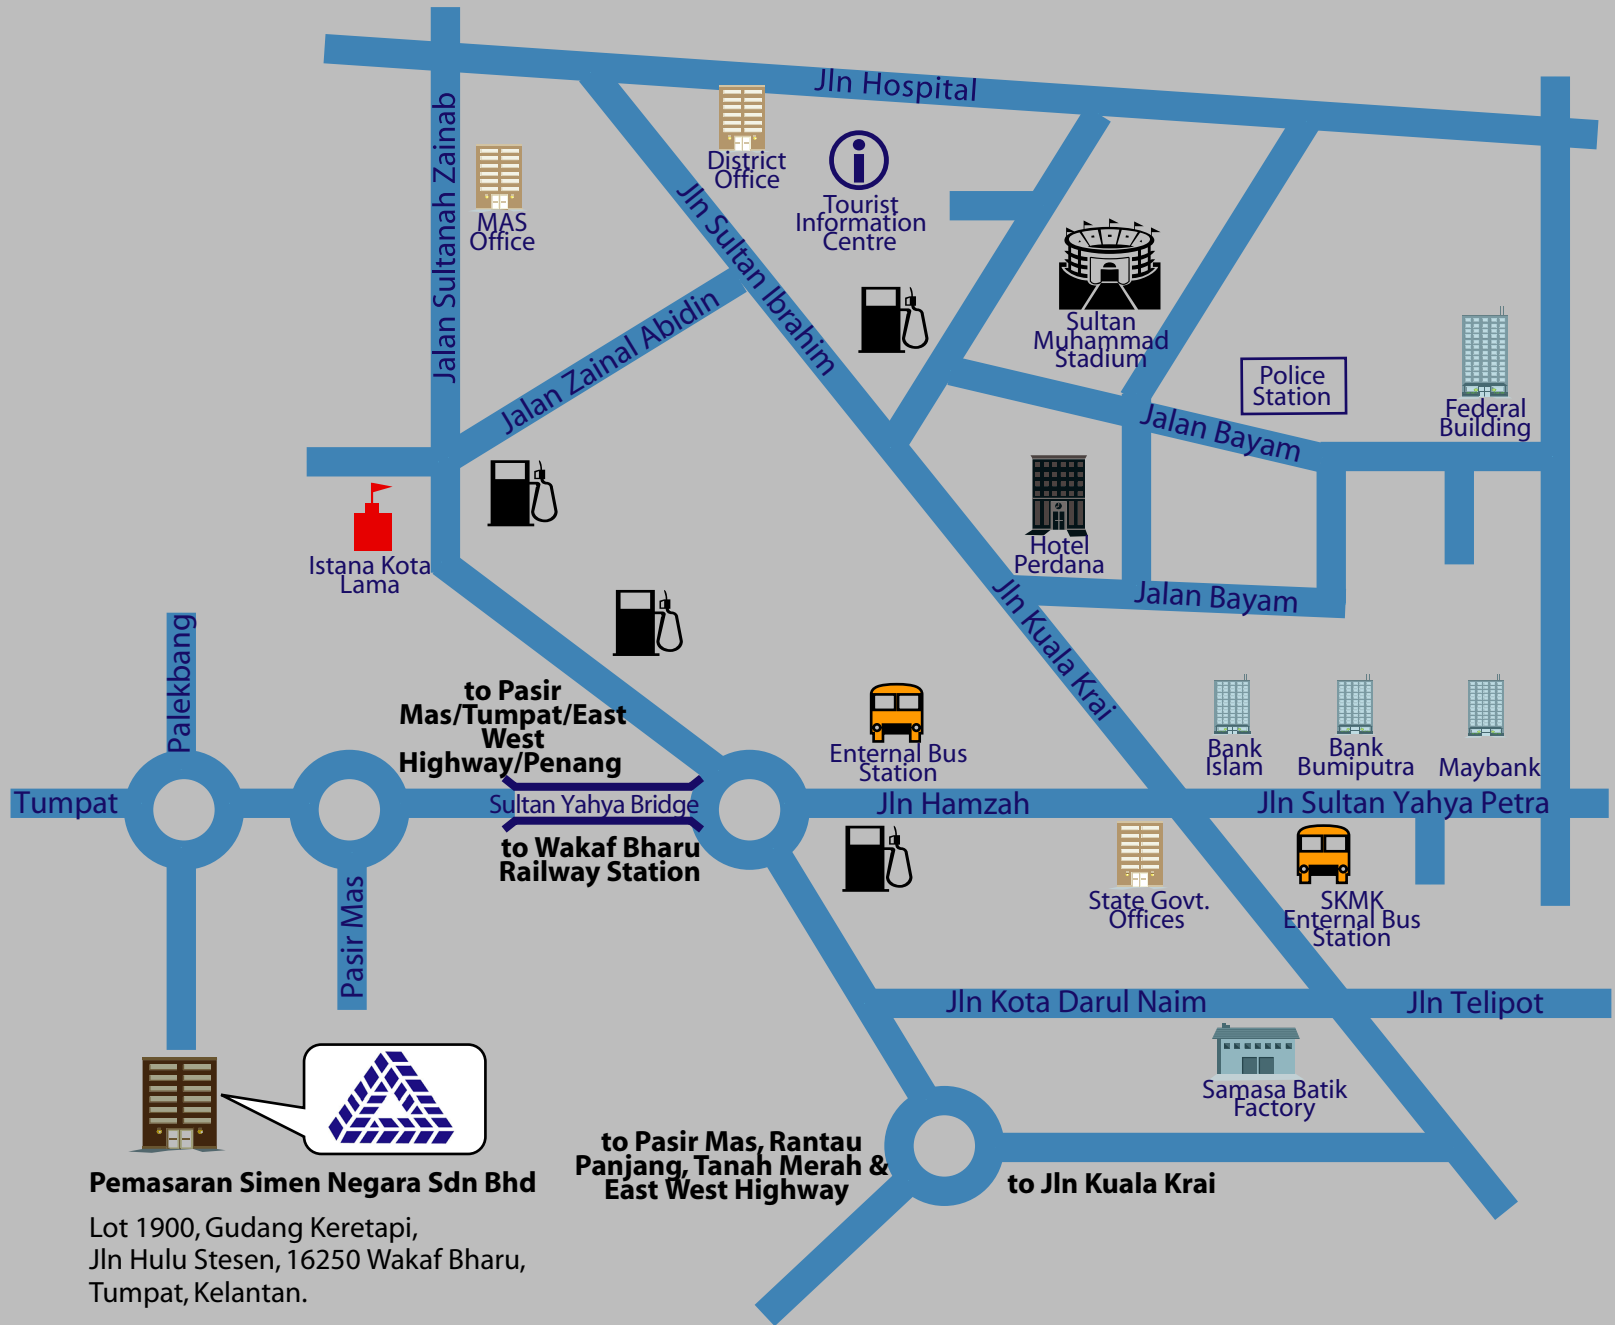 Jln Hospital
Jalan Sultanah Zainab
MAS
Office
District
Office
Tourist
Information
Centre
Jln Sultan Ibrahim
Jalan Zainal Abidin
Sultan
Muhammad
Stadium
Police
Station
Federal
Building
Jalan Bayam
Hotel
Perdana
Jalan Bayam
Istana Kota
Lama
Jln Kuala Krai
Palekbang
to Pasir
Mas/Tumpat/East
West
Highway/Penang
Enternal Bus
Station
Bank
Islam
Bank
Bumiputra
Maybank
Tumpat
Sultan Yahya Bridge
Jln Hamzah
Jln Sultan Yahya Petra
to Wakaf Bharu
Railway Station
Pasir Mas
State Govt.
Offices
SKMK
Enternal Bus
Station
Jln Kota Darul Naim
Jln Telipot
Samasa Batik
Factory
to Pasir Mas, Rantau
Panjang, Tanah Merah &
East West Highway
to Jln Kuala Krai
Pemasaran Simen Negara Sdn Bhd
Lot 1900, Gudang Keretapi,
Jln Hulu Stesen, 16250 Wakaf Bharu,
Tumpat, Kelantan.